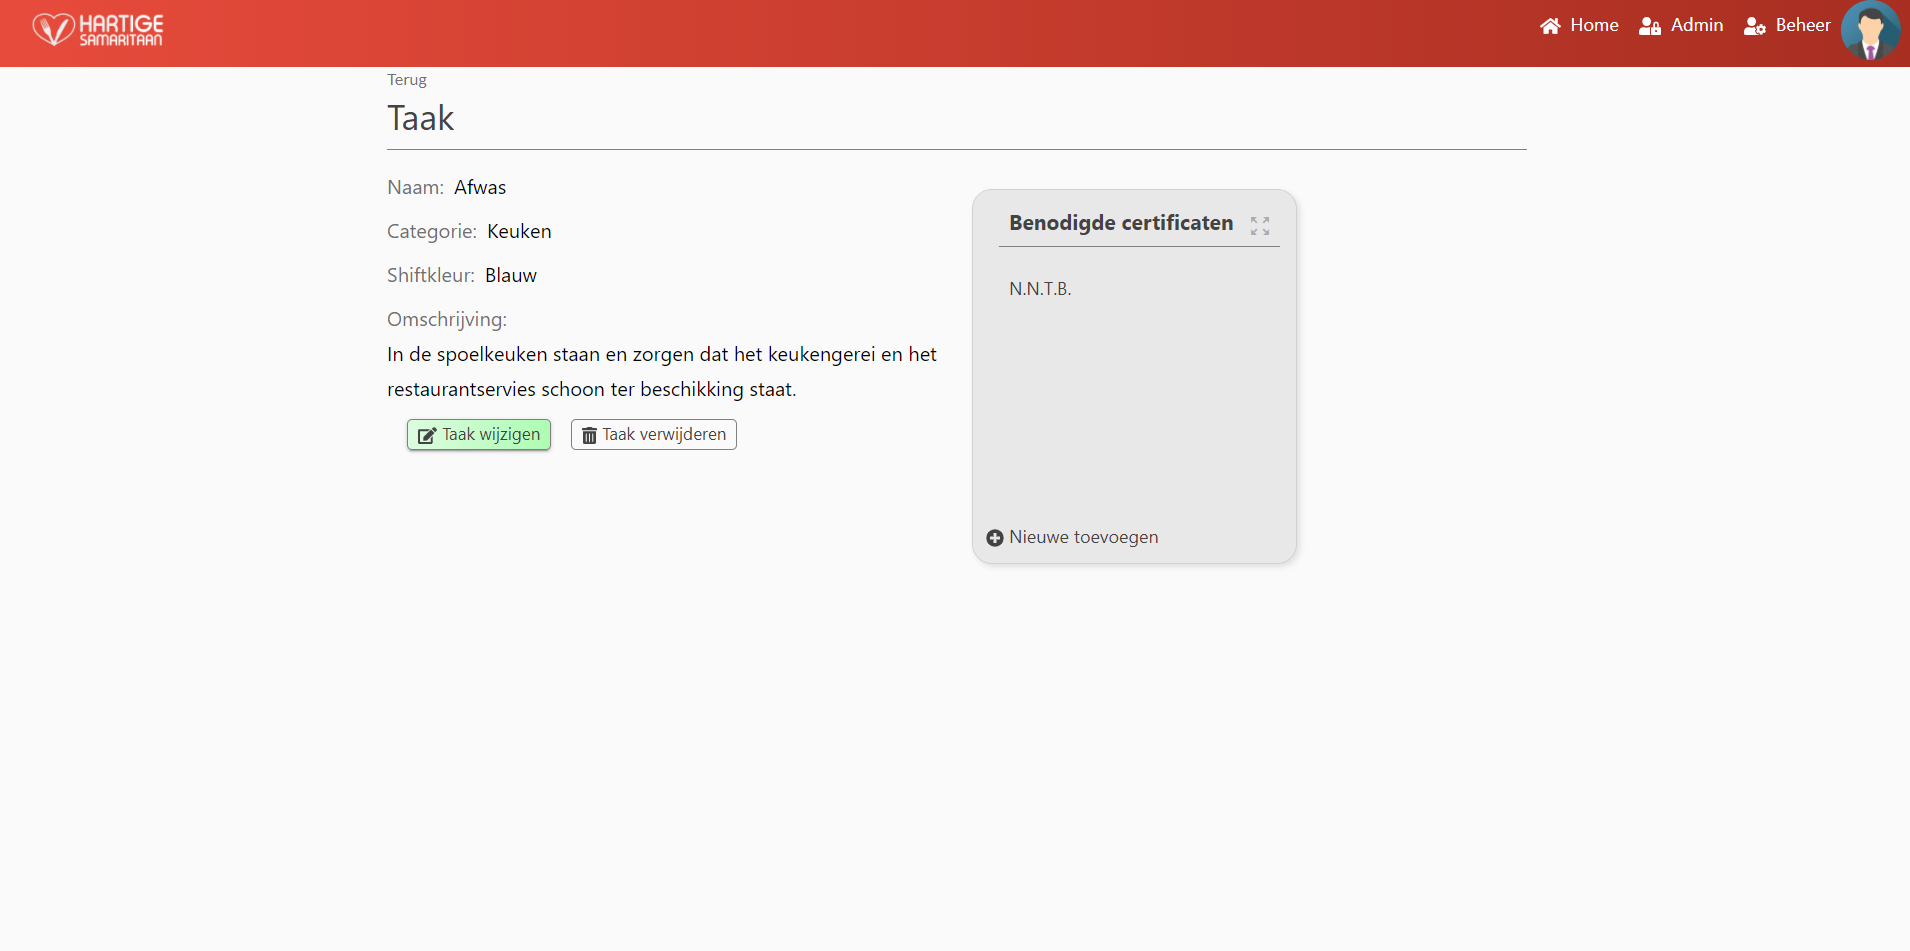 HARTIGE
SAMARITAAN
Home Admin Beheer
Terug
Taak
Naam: Afwas
Categorie: Keuken
Shiftkleur: Blauw
Omschrijving:
In de spoelkeuken staan en zorgen dat het keukengerei en het
restaurantservies schoon ter beschikking staat.
Taak wijzigen Taak verwijderen
Benodigde certificaten
N.N.T.B.
Nieuwe toevoegen